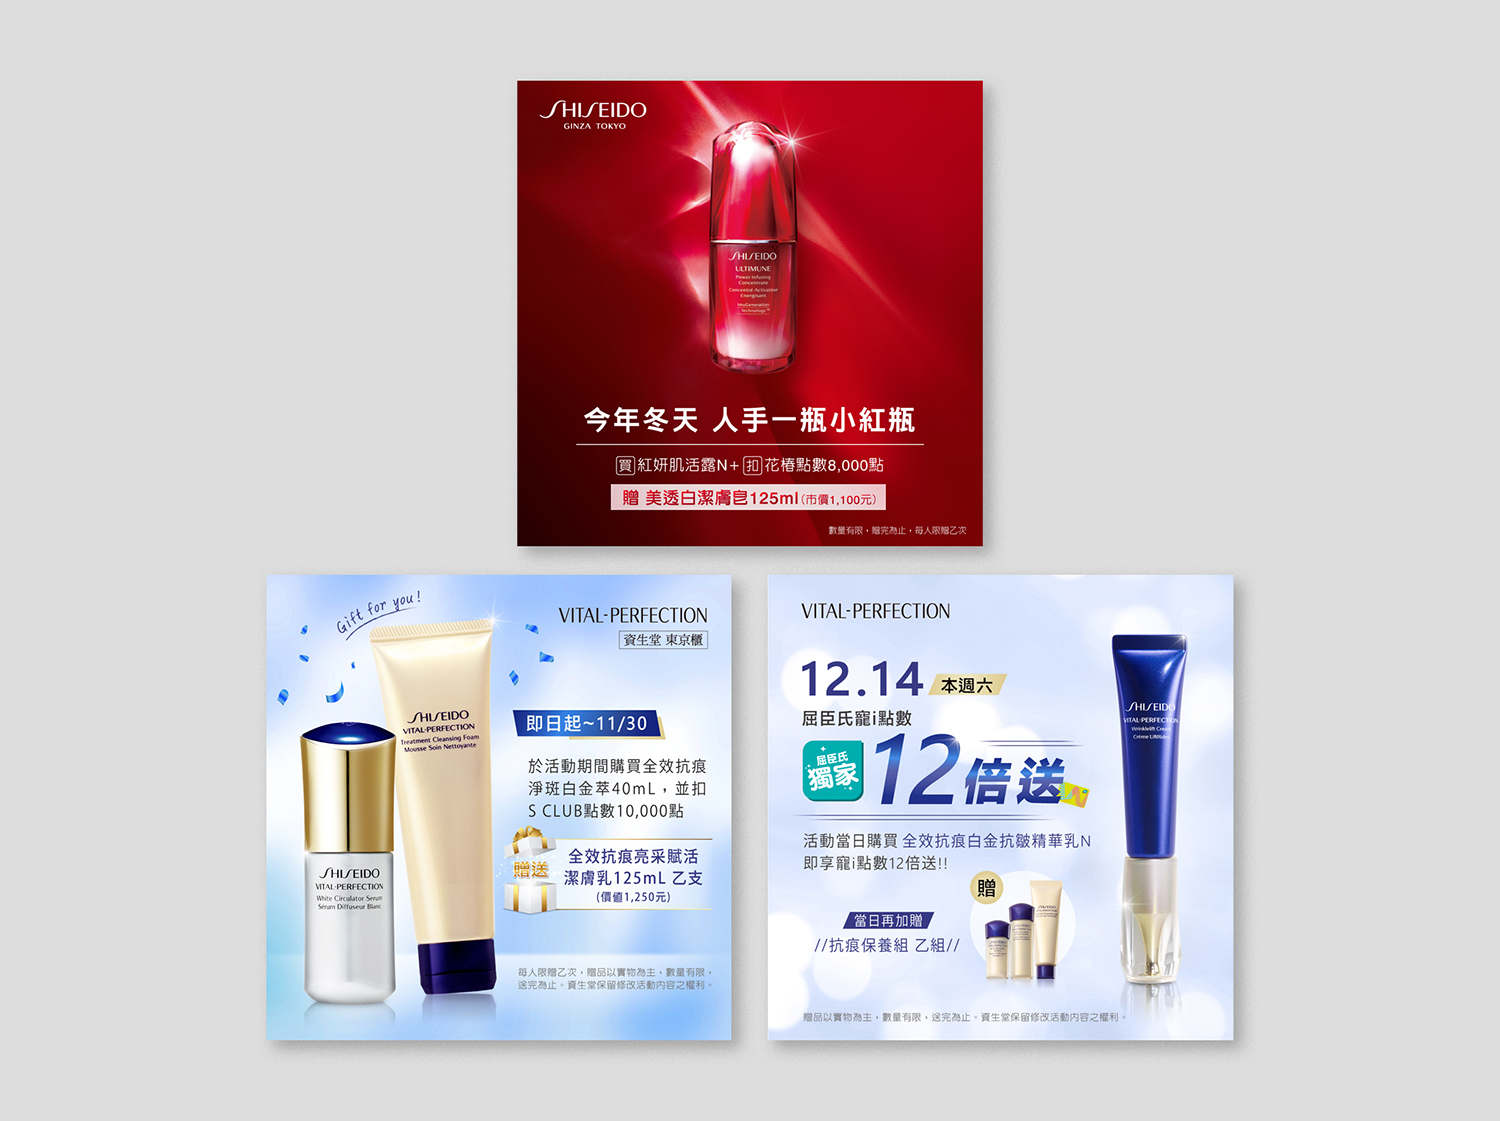 SHISEIDO
GINZA TOKYO
SHISEIDO
ULTIMUNE
Power Infusing
Concentrate
Concentré Activateur
Energisant
ImuGeneration
Technology™
今年冬天 人手一瓶小紅瓶
買 紅妍肌活露N+ 扣 花椿點數8,000點
贈 美透白潔膚皂125ml(市價1,100元)
數量有限，贈完為止，每人限贈乙次
Gift for you!
VITAL-PERFECTION
資生堂 東京櫃
SHISEIDO
VITAL-PERFECTION
Treatment Cleansing Foam
Mousse Soin Nettoyante
即日起~11/30
於活動期間購買全效抗痕
淨斑白金萃40mL，並扣
S CLUB點數10,000點
贈送
全效抗痕亮采賦活
潔膚乳125mL 乙支
(價值1,250元)
SHISEIDO
VITAL-PERFECTION
White Circulator Serum
Sérum Diffuseur Blanc
每人限贈乙次，贈品以實物為主，數量有限，
送完為止。資生堂保留修改活動內容之權利。
VITAL-PERFECTION
12.14 本週六
屈臣氏寵i點數
屈臣氏
獨家
12倍送
SHISEIDO
VITAL-PERFECTION
Wrinklelift Cream
Crème LiftRides
活動當日購買 全效抗痕白金抗皺精華乳N
即享寵i點數12倍送!!
贈
當日再加贈
//抗痕保養組 乙組//
贈品以實物為主，數量有限，送完為止。資生堂保留修改活動內容之權利。